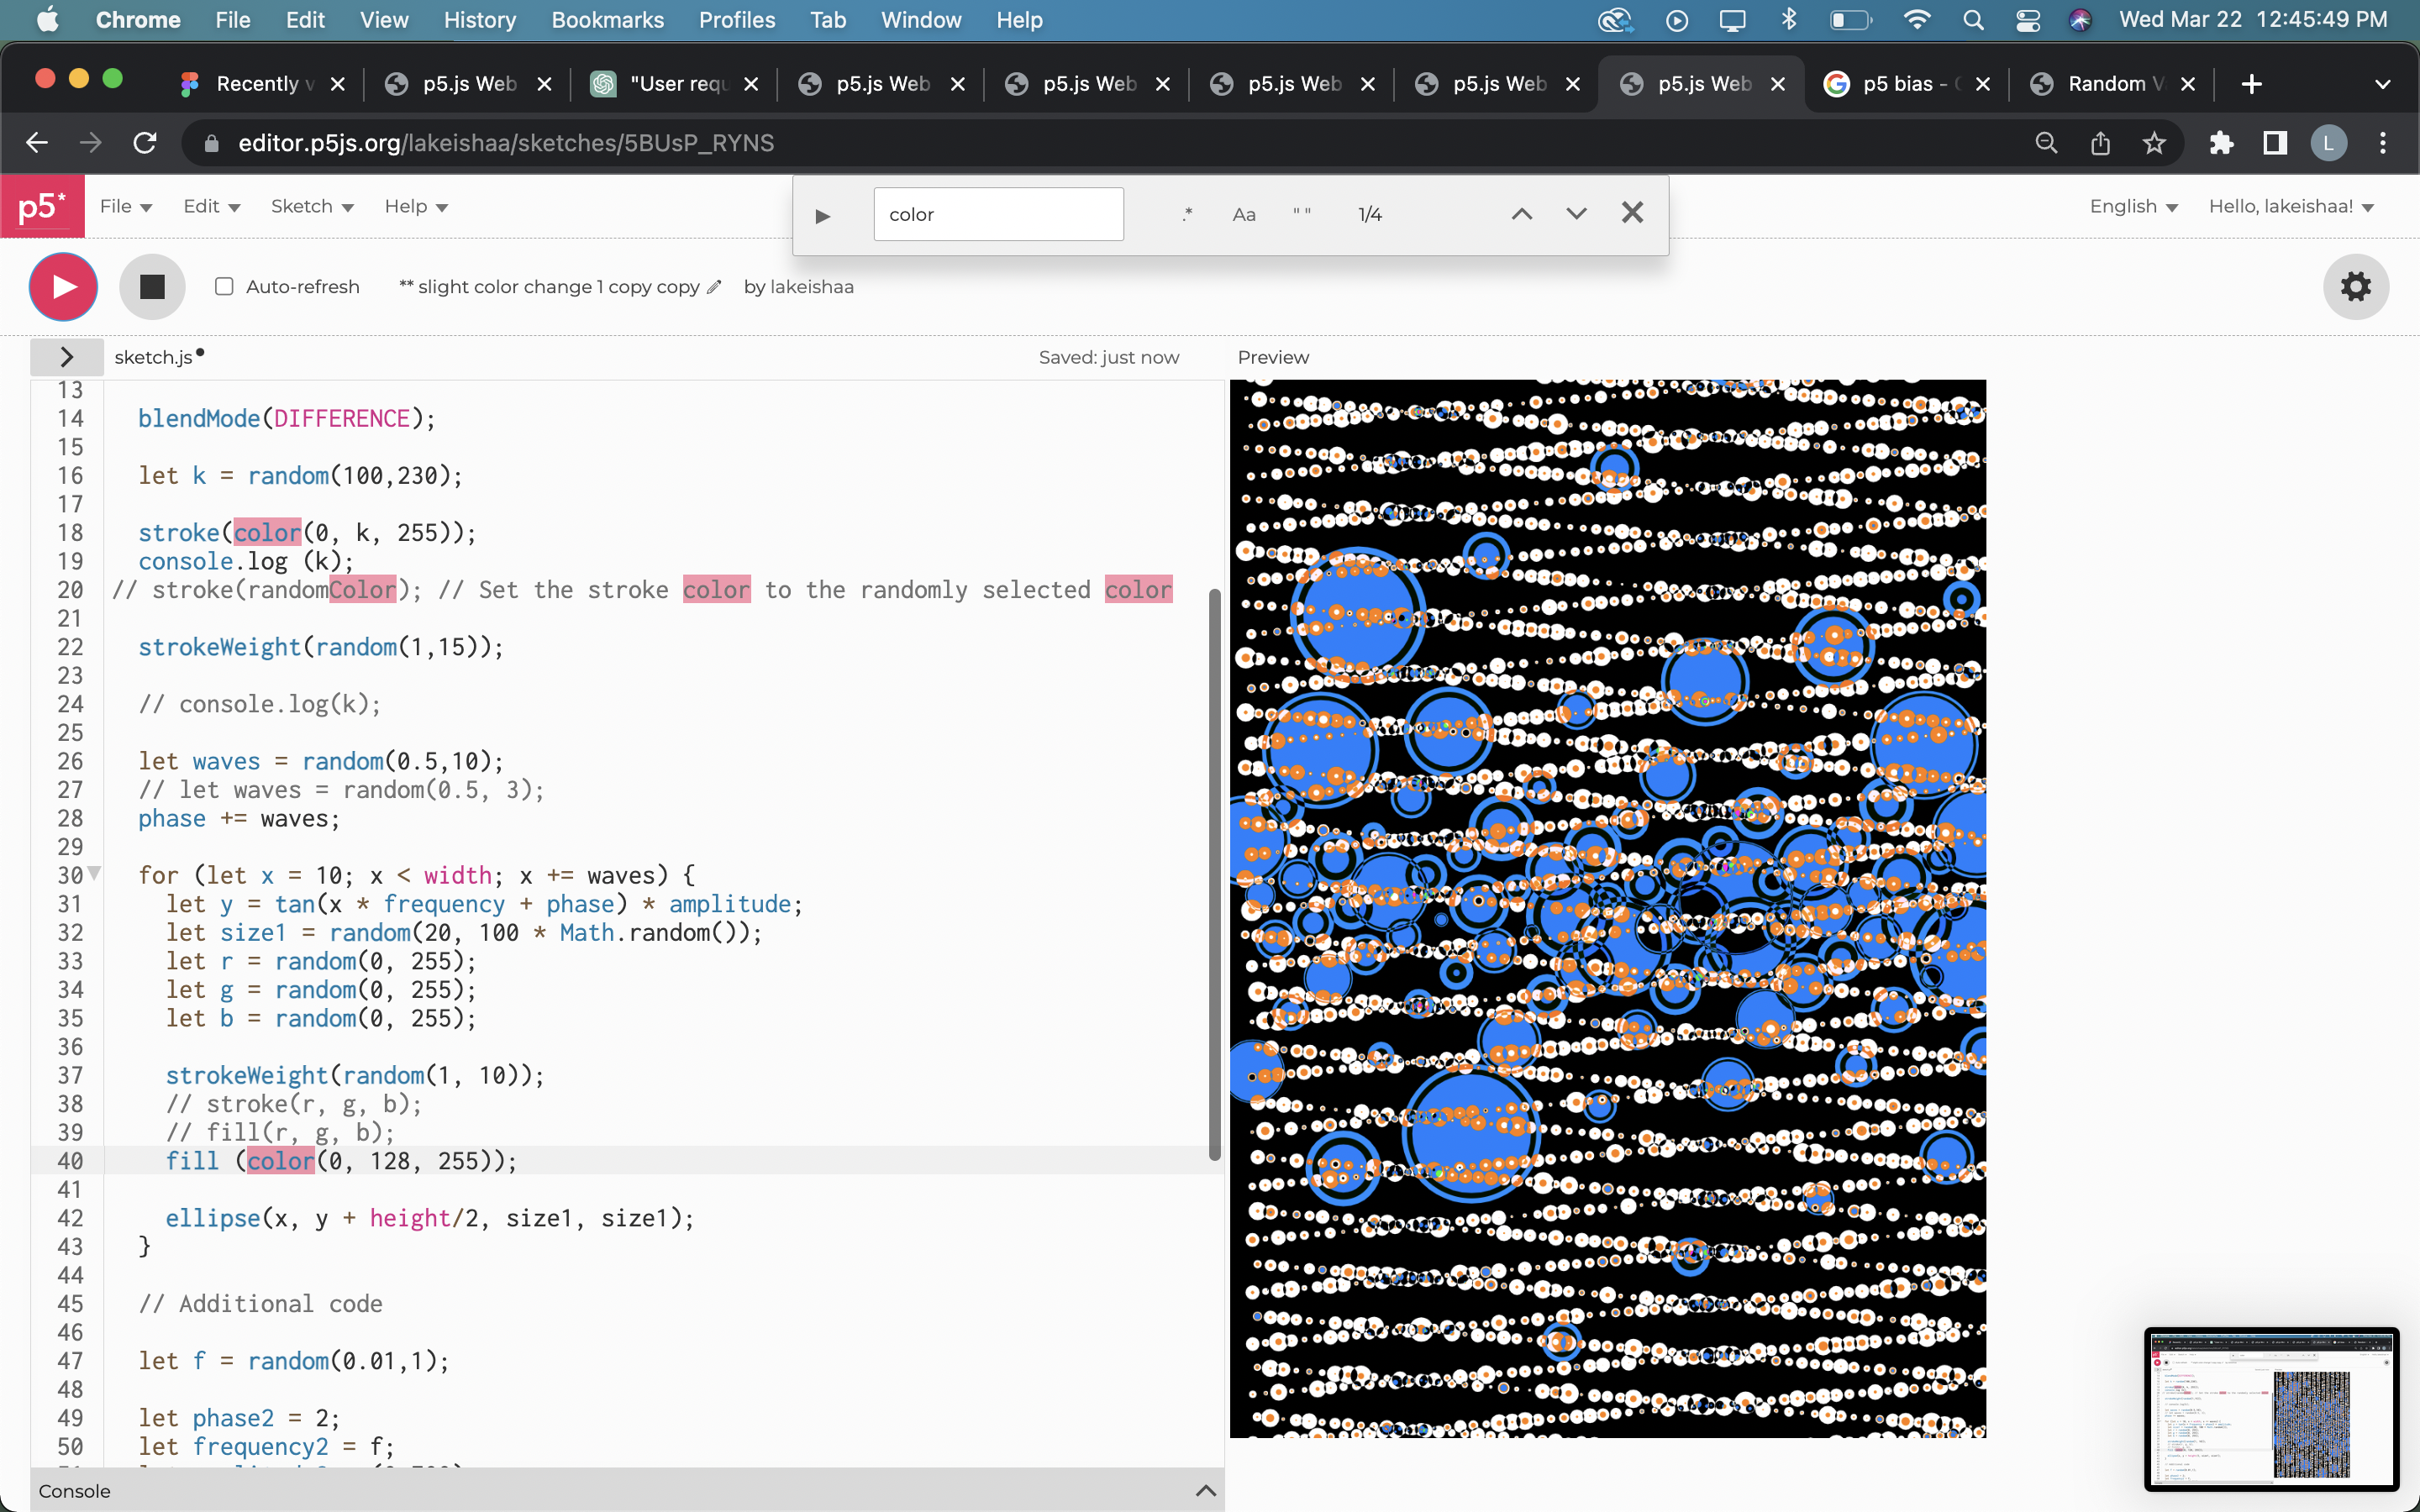 Chrome File Edit View History Bookmarks Profiles Tab Window Help Wed Mar 22 12:45:49 PM
Recently p5.js Web "User requ p5.js Web p5.js Web p5.js Web p5.js Web p5.js Web p5 bias - Random
editor.p5js.org/lakeishaa/sketches/5BUsP_RYNS L
p5* File Edit Sketch Help color .* Aa " " 1/4 English Hello, lakeishaa!
Auto-refresh ** slight color change 1 copy copy by lakeishaa
sketch.js Saved: just now Preview
13
14 blendMode(DIFFERENCE);
15
16 let k = random(100,230);
17
18 stroke(color(0, k, 255));
19 console.log (k);
20 // stroke(randomColor); // Set the stroke color to the randomly selected color
21
22 strokeWeight(random(1,15));
23
24 // console.log(k);
25
26 let waves = random(0.5,10);
27 // let waves = random(0.5, 3);
28 phase += waves;
29
30 for (let x = 10; x < width; x += waves) {
31 let y = tan(x * frequency + phase) * amplitude;
32 let size1 = random(20, 100 * Math.random());
33 let r = random(0, 255);
34 let g = random(0, 255);
35 let b = random(0, 255);
36
37 strokeWeight(random(1, 10));
38 // stroke(r, g, b);
39 // fill(r, g, b);
40 fill (color(0, 128, 255));
41
42 ellipse(x, y + height/2, size1, size1);
43 }
44
45 // Additional code
46
47 let f = random(0.01,1);
48
49 let phase2 = 2;
50 let frequency2 = f;
Console